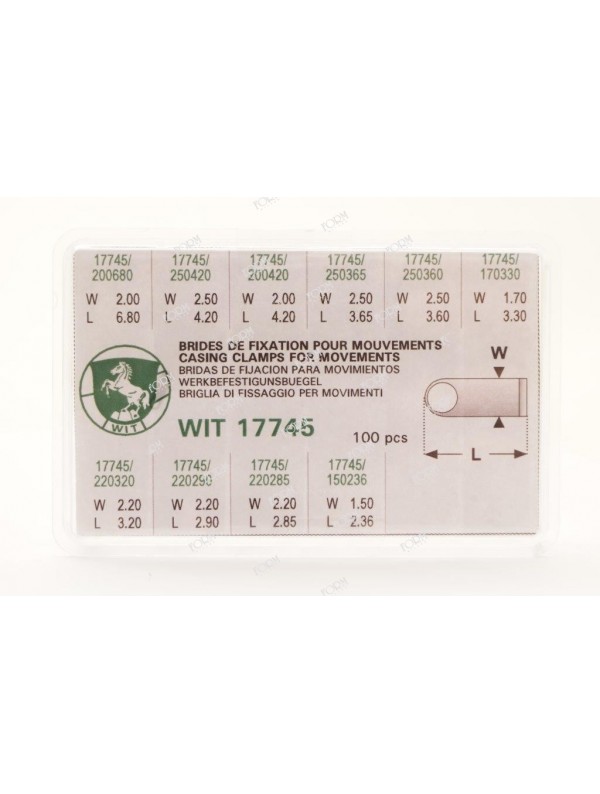 17745/ 17745/ 17745/ 17745/ 17745/ 17745/
200680 250420 200420 250365 250360 170330
W 2.00 W 2.50 W 2.00 W 2.50 W 2.50 W 1.70
L 6.80 L 4.20 L 4.20 L 3.65 L 3.60 L 3.30
BRIDES DE FIXATION POUR MOUVEMENTS
CASING CLAMPS FOR MOVEMENTS
BRIDAS DE FIJACION PARA MOVIMIENTOS
WERKBEFESTIGUNSBUEGEL
BRIGLIA DI FISSAGGIO PER MOVIMENTI
WIT
WIT 17745 100 pcs
W
L
17745/ 17745/ 17745/ 17745/
220320 220290 220285 150236
W 2.20 W 2.20 W 2.20 W 1.50
L 3.20 L 2.90 L 2.85 L 2.36